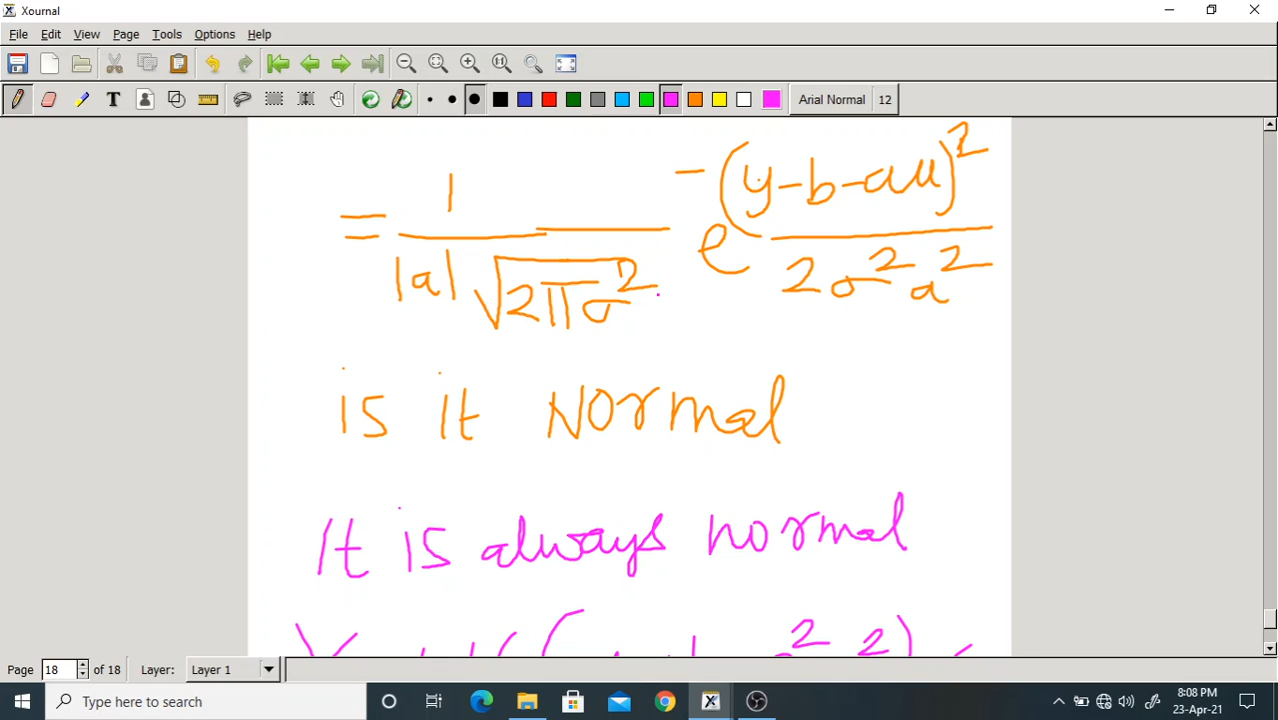 Xournal
File Edit View Page Tools Options Help
Arial Normal 12
= 1 / |a| √2πσ² e -(y-b-aμ)² / 2σ²a²
is it Normal
It is always normal
Page 18 of 18 Layer: Layer 1
Type here to search
8:08 PM
23-Apr-21